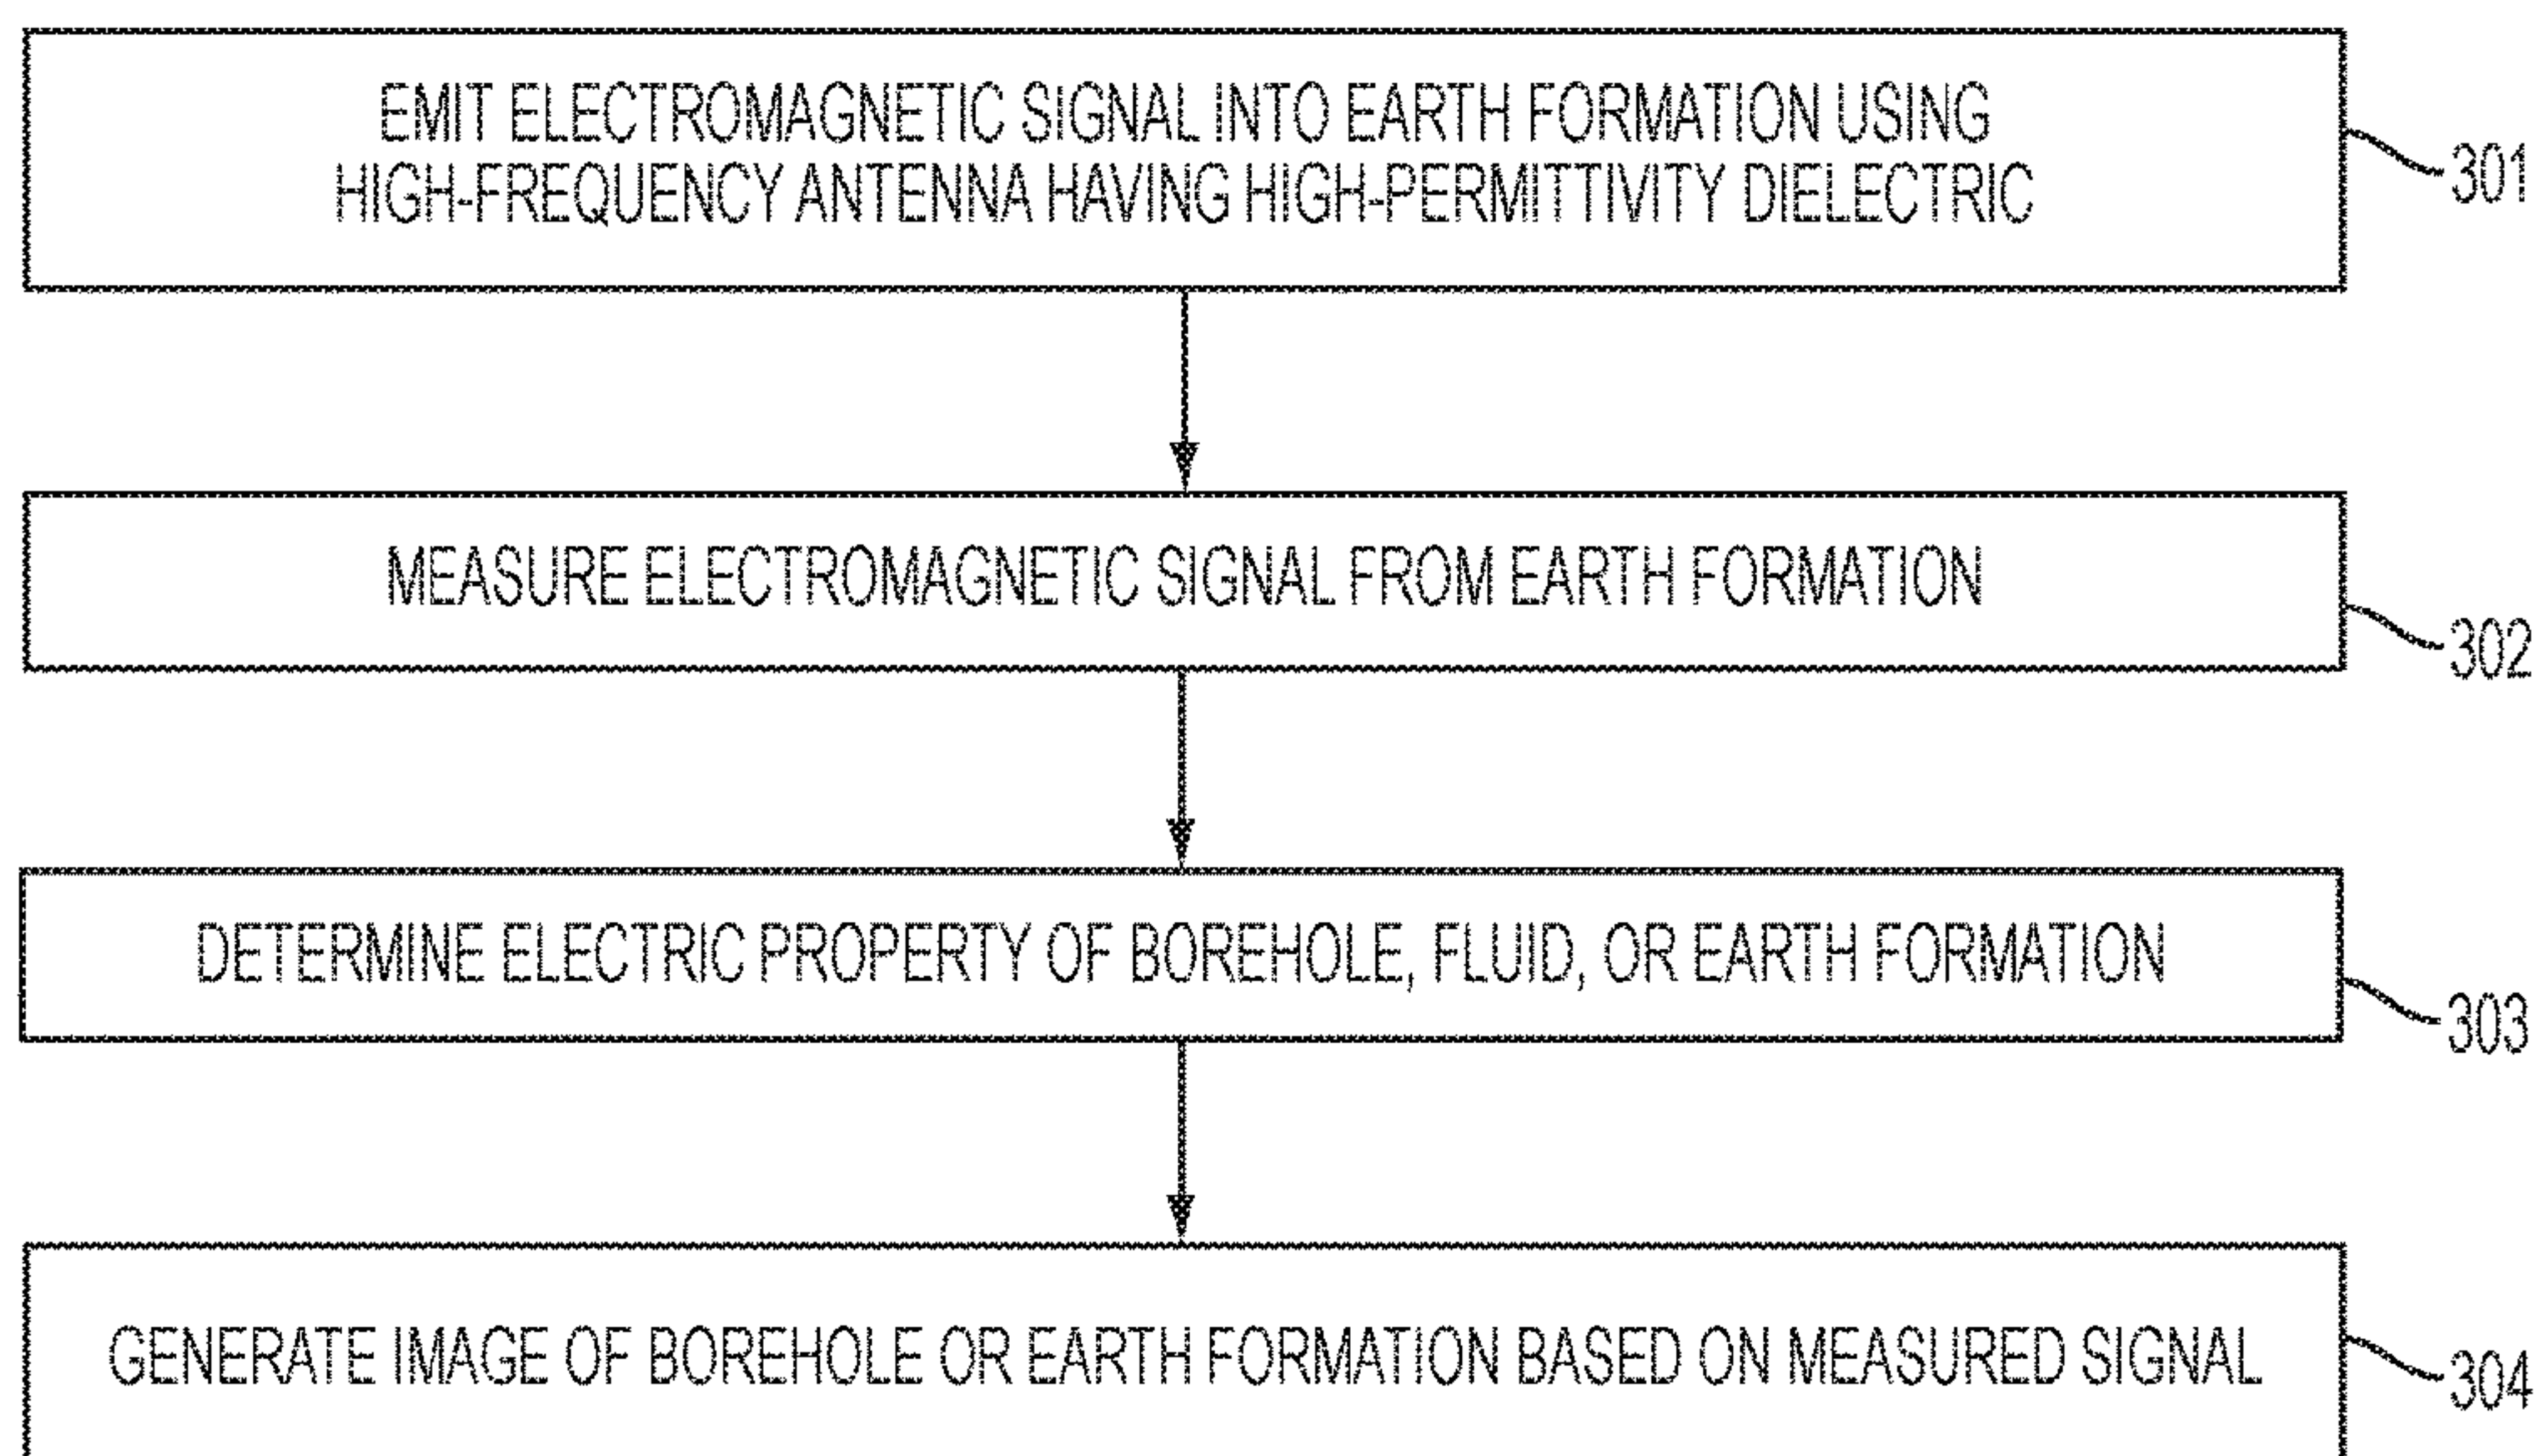 EMIT ELECTROMAGNETIC SIGNAL INTO EARTH FORMATION USING
HIGH-FREQUENCY ANTENNA HAVING HIGH-PERMITTIVITY DIELECTRIC
301
MEASURE ELECTROMAGNETIC SIGNAL FROM EARTH FORMATION
302
DETERMINE ELECTRIC PROPERTY OF BOREHOLE, FLUID, OR EARTH FORMATION
303
GENERATE IMAGE OF BOREHOLE OR EARTH FORMATION BASED ON MEASURED SIGNAL
304